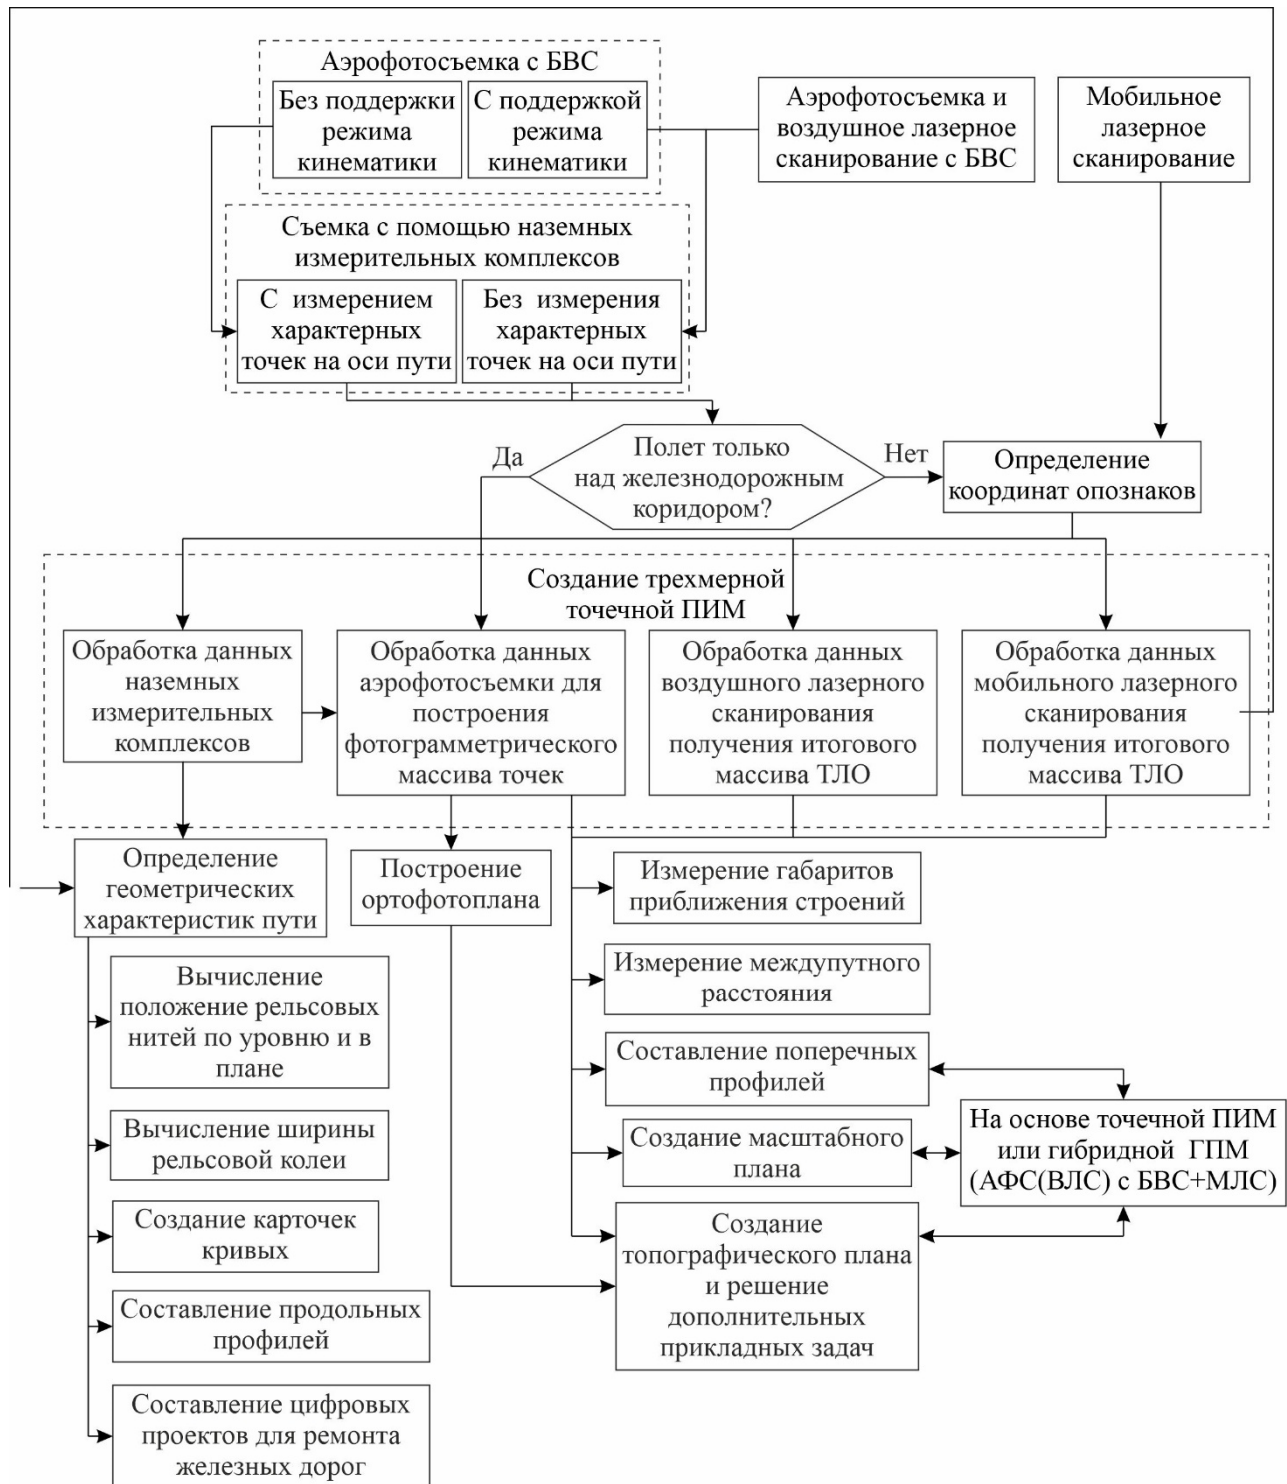 Аэрофотосъемка с БВС
Без поддержки
режима
кинематики
С поддержкой
режима
кинематики
Аэрофотосъемка и
воздушное лазерное
сканирование с БВС
Мобильное
лазерное
сканирование
Съемка с помощью наземных
измерительных комплексов
С измерением
характерных
точек на оси пути
Без измерения
характерных
точек на оси пути
Да
Полет только
над железнодорожным
коридором?
Нет
Определение
координат опознаков
Создание трехмерной
точечной ПИМ
Обработка данных
наземных
измерительных
комплексов
Обработка данных
аэрофотосъемки для
построения
фотограмметрического
массива точек
Обработка данных
воздушного лазерного
сканирования
получения итогового
массива ТЛО
Обработка данных
мобильного лазерного
сканирования
получения итогового
массива ТЛО
Определение
геометрических
характеристик пути
Построение
ортофотоплана
Измерение габаритов
приближения строений
Вычисление
положение рельсовых
нитей по уровню и в
плане
Измерение междупутного
расстояния
Составление поперечных
профилей
Вычисление ширины
рельсовой колеи
Создание масштабного
плана
На основе точечной ПИМ
или гибридной ГПМ
(АФС(ВЛС) с БВС+МЛС)
Создание карточек
кривых
Создание
топографического плана
и решение
дополнительных
прикладных задач
Составление продольных
профилей
Составление цифровых
проектов для ремонта
железных дорог